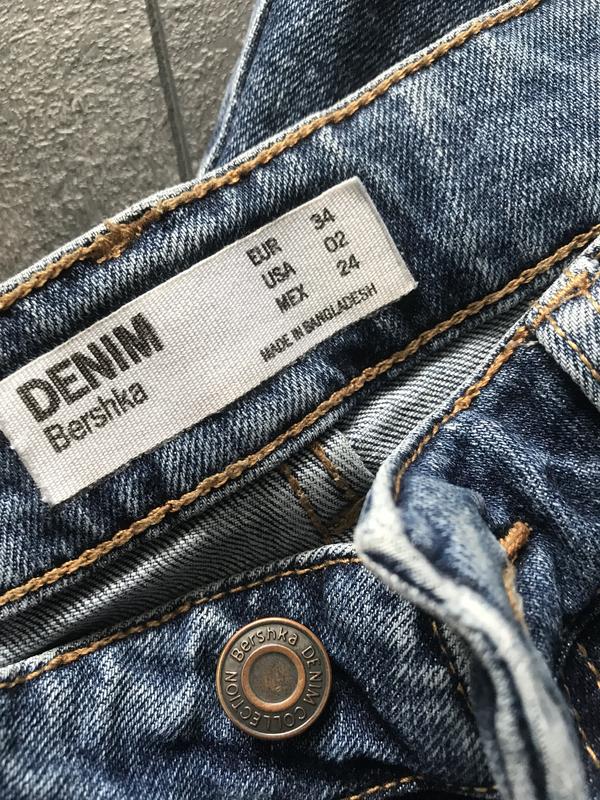 DENIM
Bershka
EUR 34
USA 02
MEX 24
MADE IN BANGLADESH
Bershka DENIM COLLECTION